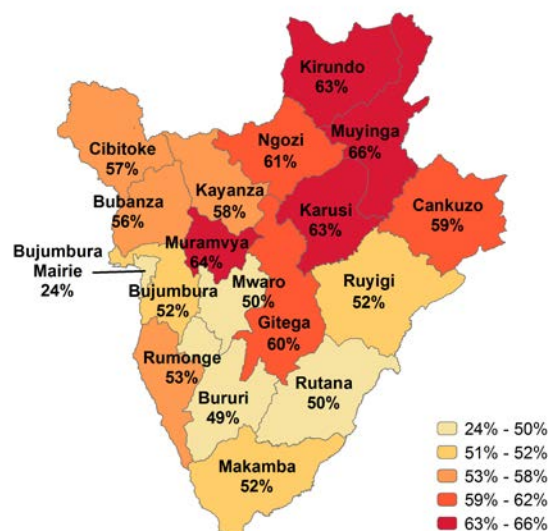 Kirundo
63%
Muyinga
66%
Ngozi
61%
Cibitoke
57%
Kayanza
58%
Bubanza
56%
Karusi
63%
Cankuzo
59%
Muramvya
64%
Bujumbura
Mairie
24%
Bujumbura
52%
Mwaro
50%
Ruyigi
52%
Gitega
60%
Rumonge
53%
Bururi
49%
Rutana
50%
Makamba
52%
24% - 50%
51% - 52%
53% - 58%
59% - 62%
63% - 66%